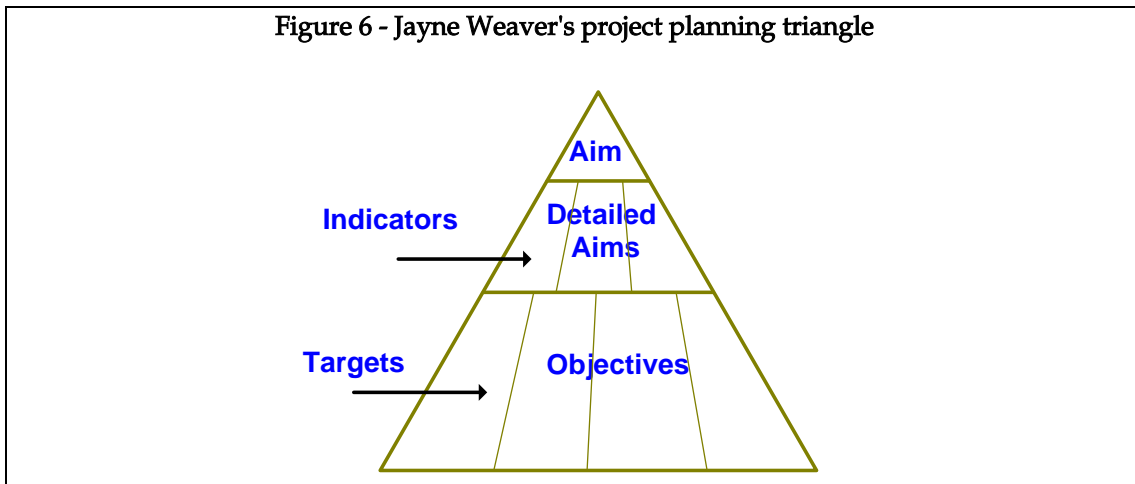 Figure 6 - Jayne Weaver's project planning triangle
Aim
Indicators
Detailed
Aims
Targets
Objectives